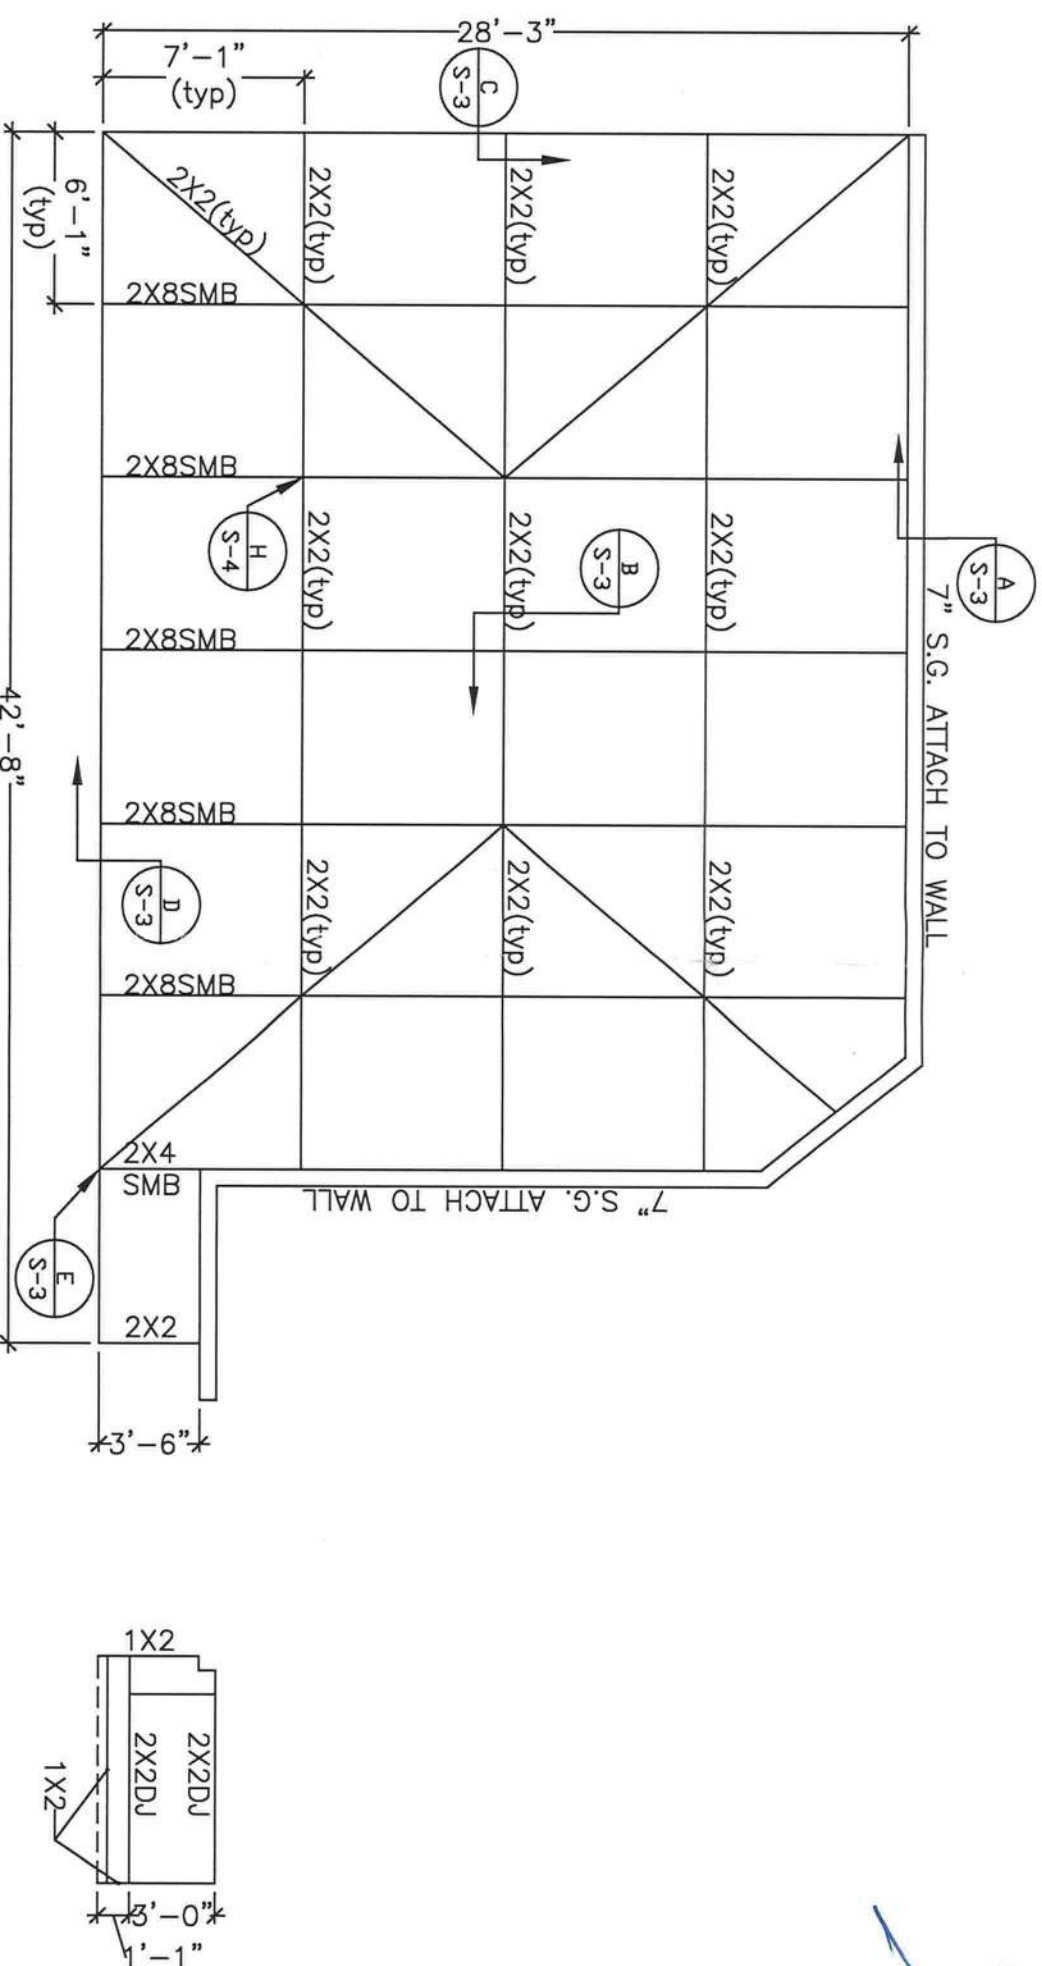 28'-3"
7'-1"
(typ)
C
S-3
6'-1"
(typ)
2X2(typ)
2X2(typ)
2X2(typ)
2X2(typ)
2X8SMB
2X8SMB
2X8SMB
2X8SMB
2X8SMB
H
S-4
2X2(typ)
2X2(typ)
2X2(typ)
B
S-3
A
S-3
7" S.G. ATTACH TO WALL
42'-8"
D
S-3
2X2(typ)
2X2(typ)
2X2(typ)
2X4
SMB
7" S.G. ATTACH TO WALL
E
S-3
2X2
3'-6"
1X2
2X2DJ
2X2DJ
1X2
3'-0"
1'-1"